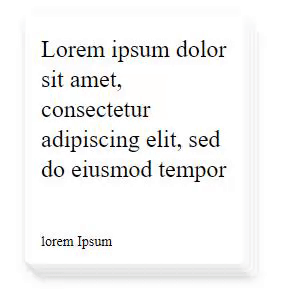 Lorem ipsum dolor
sit amet,
consectetur
adipiscing elit, sed
do eiusmod tempor
lorem Ipsum